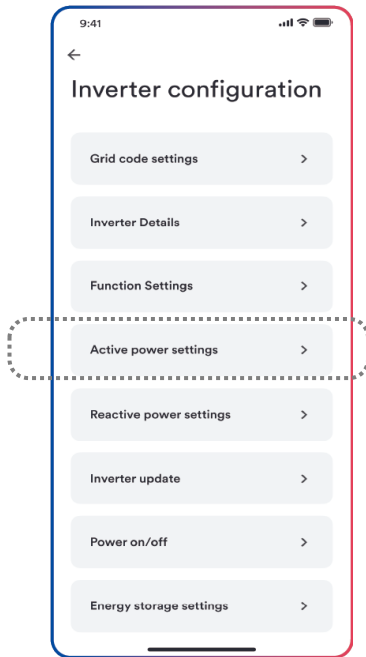 9:41
Inverter configuration
Grid code settings
Inverter Details
Function Settings
Active power settings
Reactive power settings
Inverter update
Power on/off
Energy storage settings